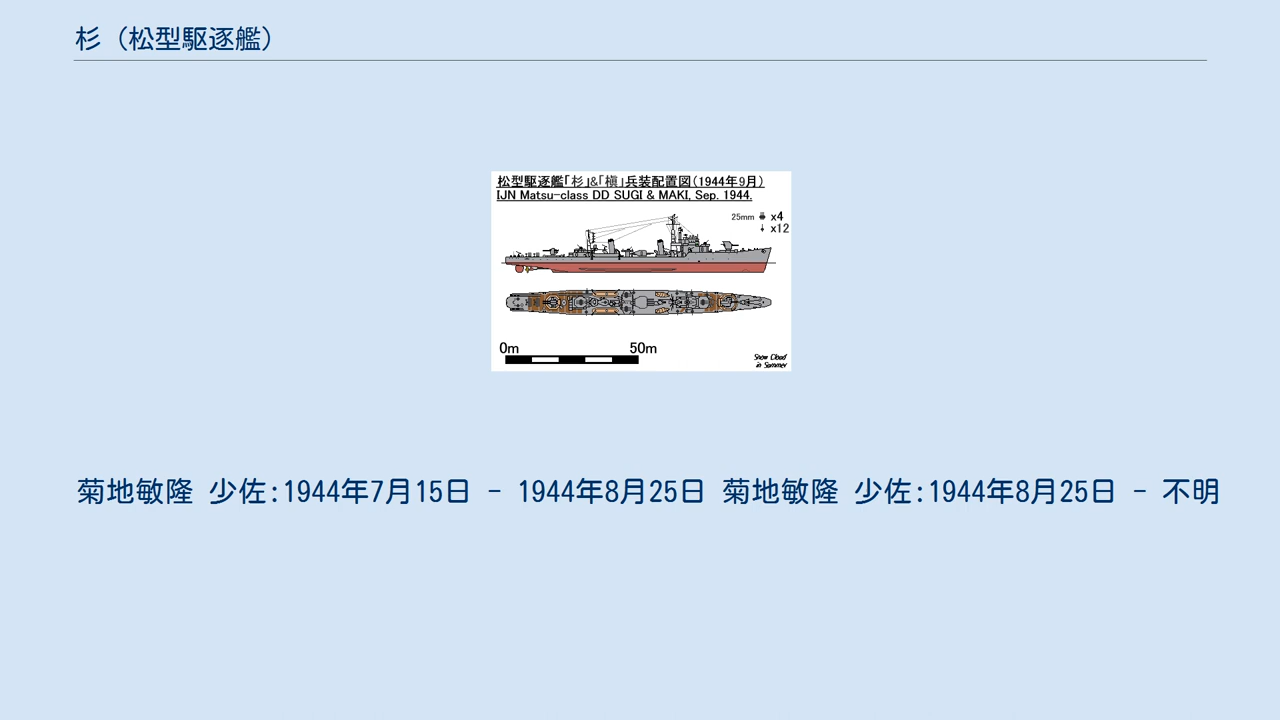 杉（松型駆逐艦）
松型駆逐艦「杉」&「槇」兵装配置図（1944年9月）
IJN Matsu-class DD SUGI & MAKI, Sep. 1944.
25mm x4
x12
0m 50m
Snow Cloud
in Summer
菊地敏隆 少佐:1944年7月15日 - 1944年8月25日 菊地敏隆 少佐:1944年8月25日 - 不明